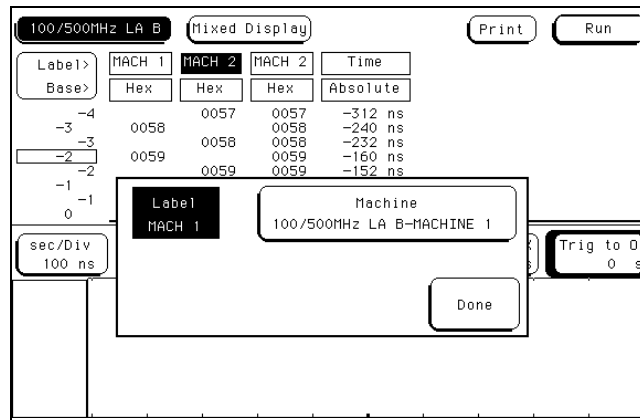 100/500MHz LA B Mixed Display Print Run
Label> MACH 1 MACH 2 MACH 2 Time
Base> Hex Hex Hex Absolute
-4 0057 0057 -312 ns
-3 0058 0058 -240 ns
-3 0058 0058 -232 ns
-2 0059 0059 -160 ns
-2 0059 0059 -152 ns
-1
-1
0
Label Machine
MACH 1 100/500MHz LA B-MACHINE 1
Done
sec/Div Trig to O
100 ns 0 s